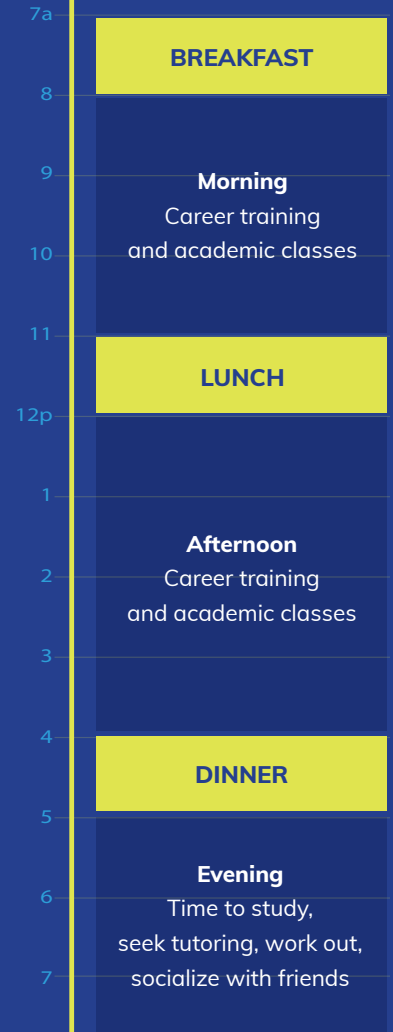 7a
BREAKFAST
8
9
Morning
Career training
10
and academic classes
11
LUNCH
12p
1
Afternoon
2
Career training
and academic classes
3
4
DINNER
5
Evening
6
Time to study,
seek tutoring, work out,
7
socialize with friends